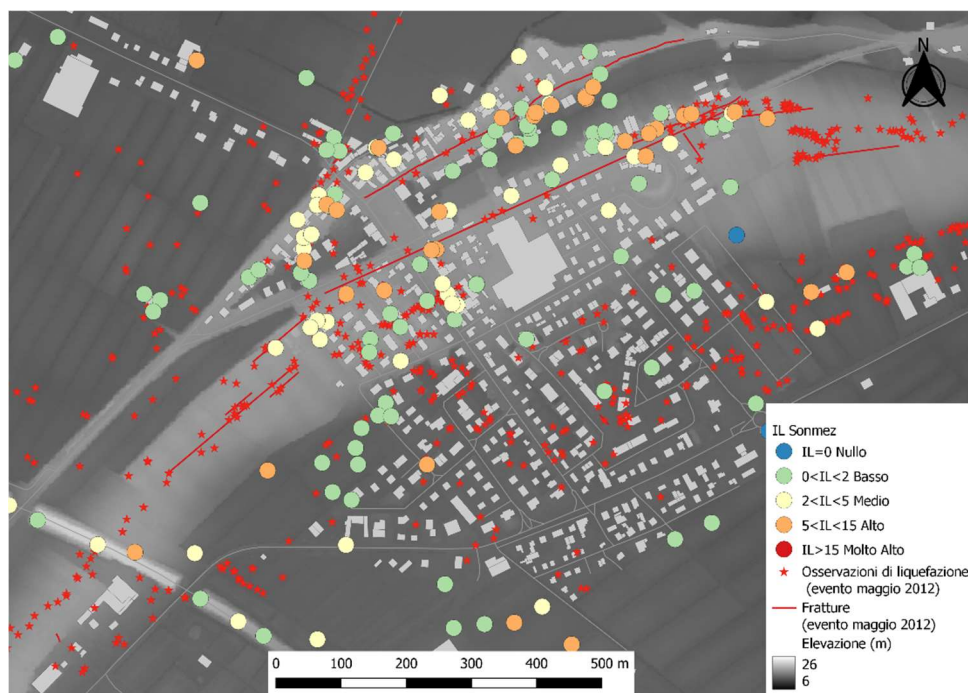 N
IL Sonmez
IL=0 Nullo
0<IL<2 Basso
2<IL<5 Medio
5<IL<15 Alto
IL>15 Molto Alto
Osservazioni di liquefazione
(evento maggio 2012)
Fratture
(evento maggio 2012)
Elevazione (m)
26
6
0 100 200 300 400 500 m